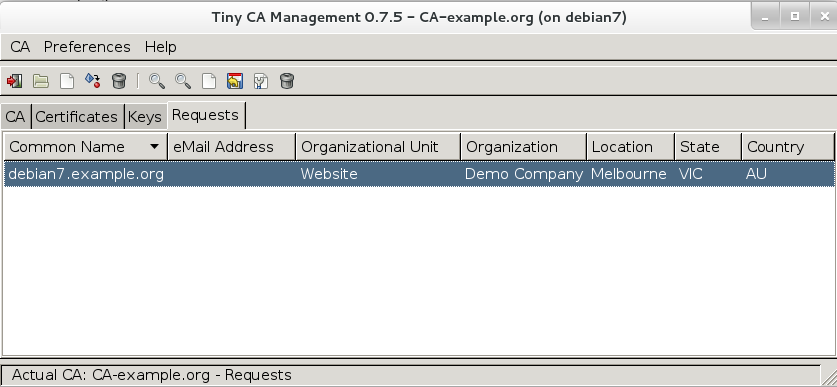 Tiny CA Management 0.7.5 - CA-example.org (on debian7)
CA Preferences Help
CA Certificates Keys Requests
Common Name eMail Address Organizational Unit Organization Location State Country
debian7.example.org Website Demo Company Melbourne VIC AU
Actual CA: CA-example.org - Requests